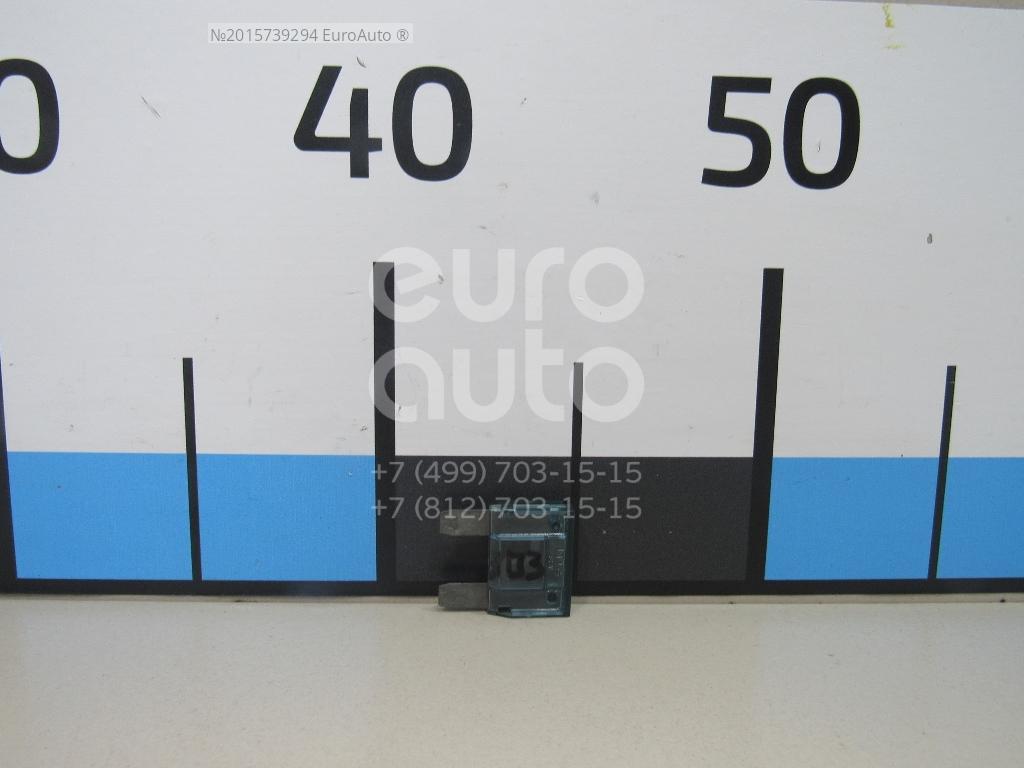 №2015739294 EuroAuto ®
0 40 50
euro
auto
+7 (499) 703-15-15
+7 (812) 703-15-15